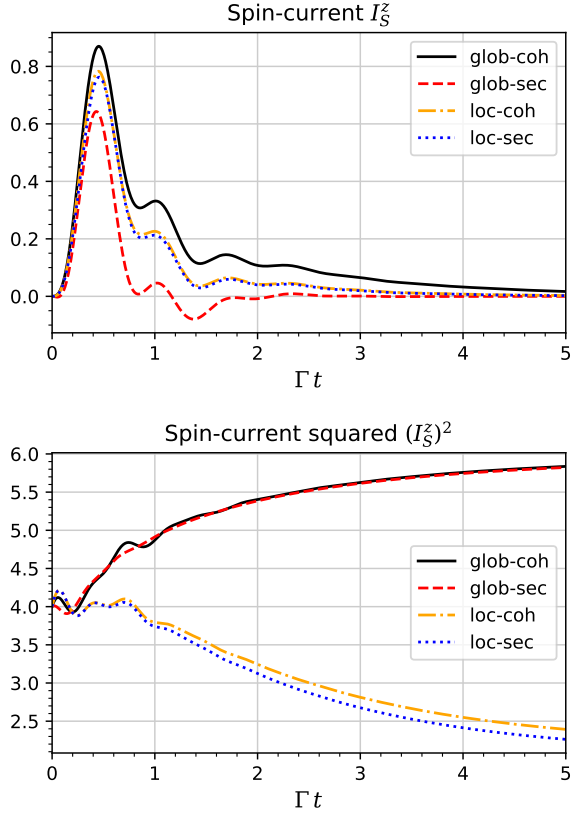 Spin-current I_S^z
0.8
0.6
0.4
0.2
0.0
glob-coh
glob-sec
loc-coh
loc-sec
0 1 2 3 4 5
Γ t
Spin-current squared (I_S^z)^2
6.0
5.5
5.0
4.5
4.0
3.5
3.0
2.5
glob-coh
glob-sec
loc-coh
loc-sec
0 1 2 3 4 5
Γ t